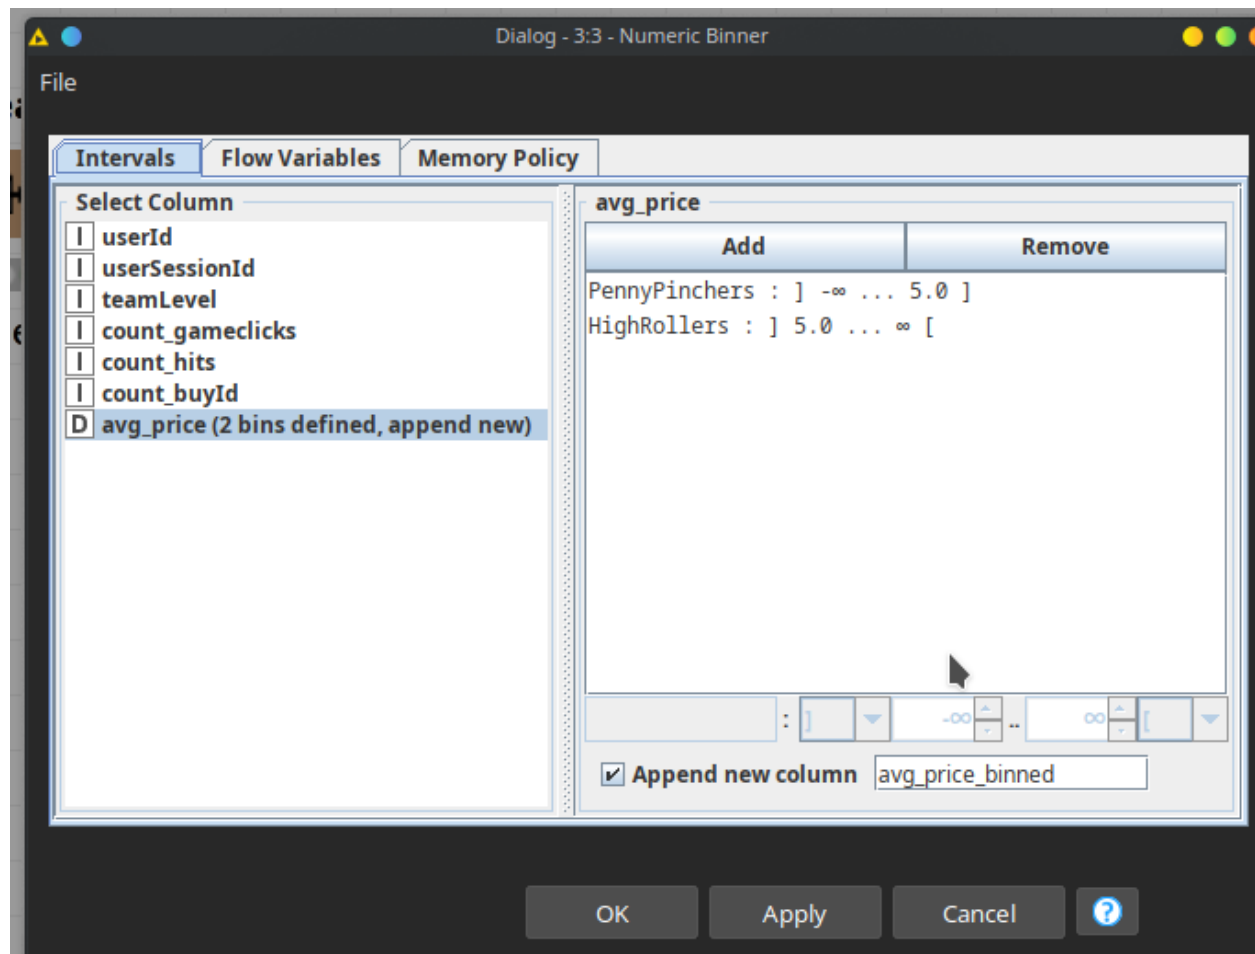 Dialog - 3:3 - Numeric Binner
File
Intervals Flow Variables Memory Policy
Select Column
I userId
I userSessionId
I teamLevel
I count_gameclicks
I count_hits
I count_buyId
D avg_price (2 bins defined, append new)
avg_price
Add Remove
PennyPinchers : ] -∞ ... 5.0 ]
HighRollers : ] 5.0 ... ∞ [
: ] -∞ .. ∞ [
Append new column avg_price_binned
OK Apply Cancel ?